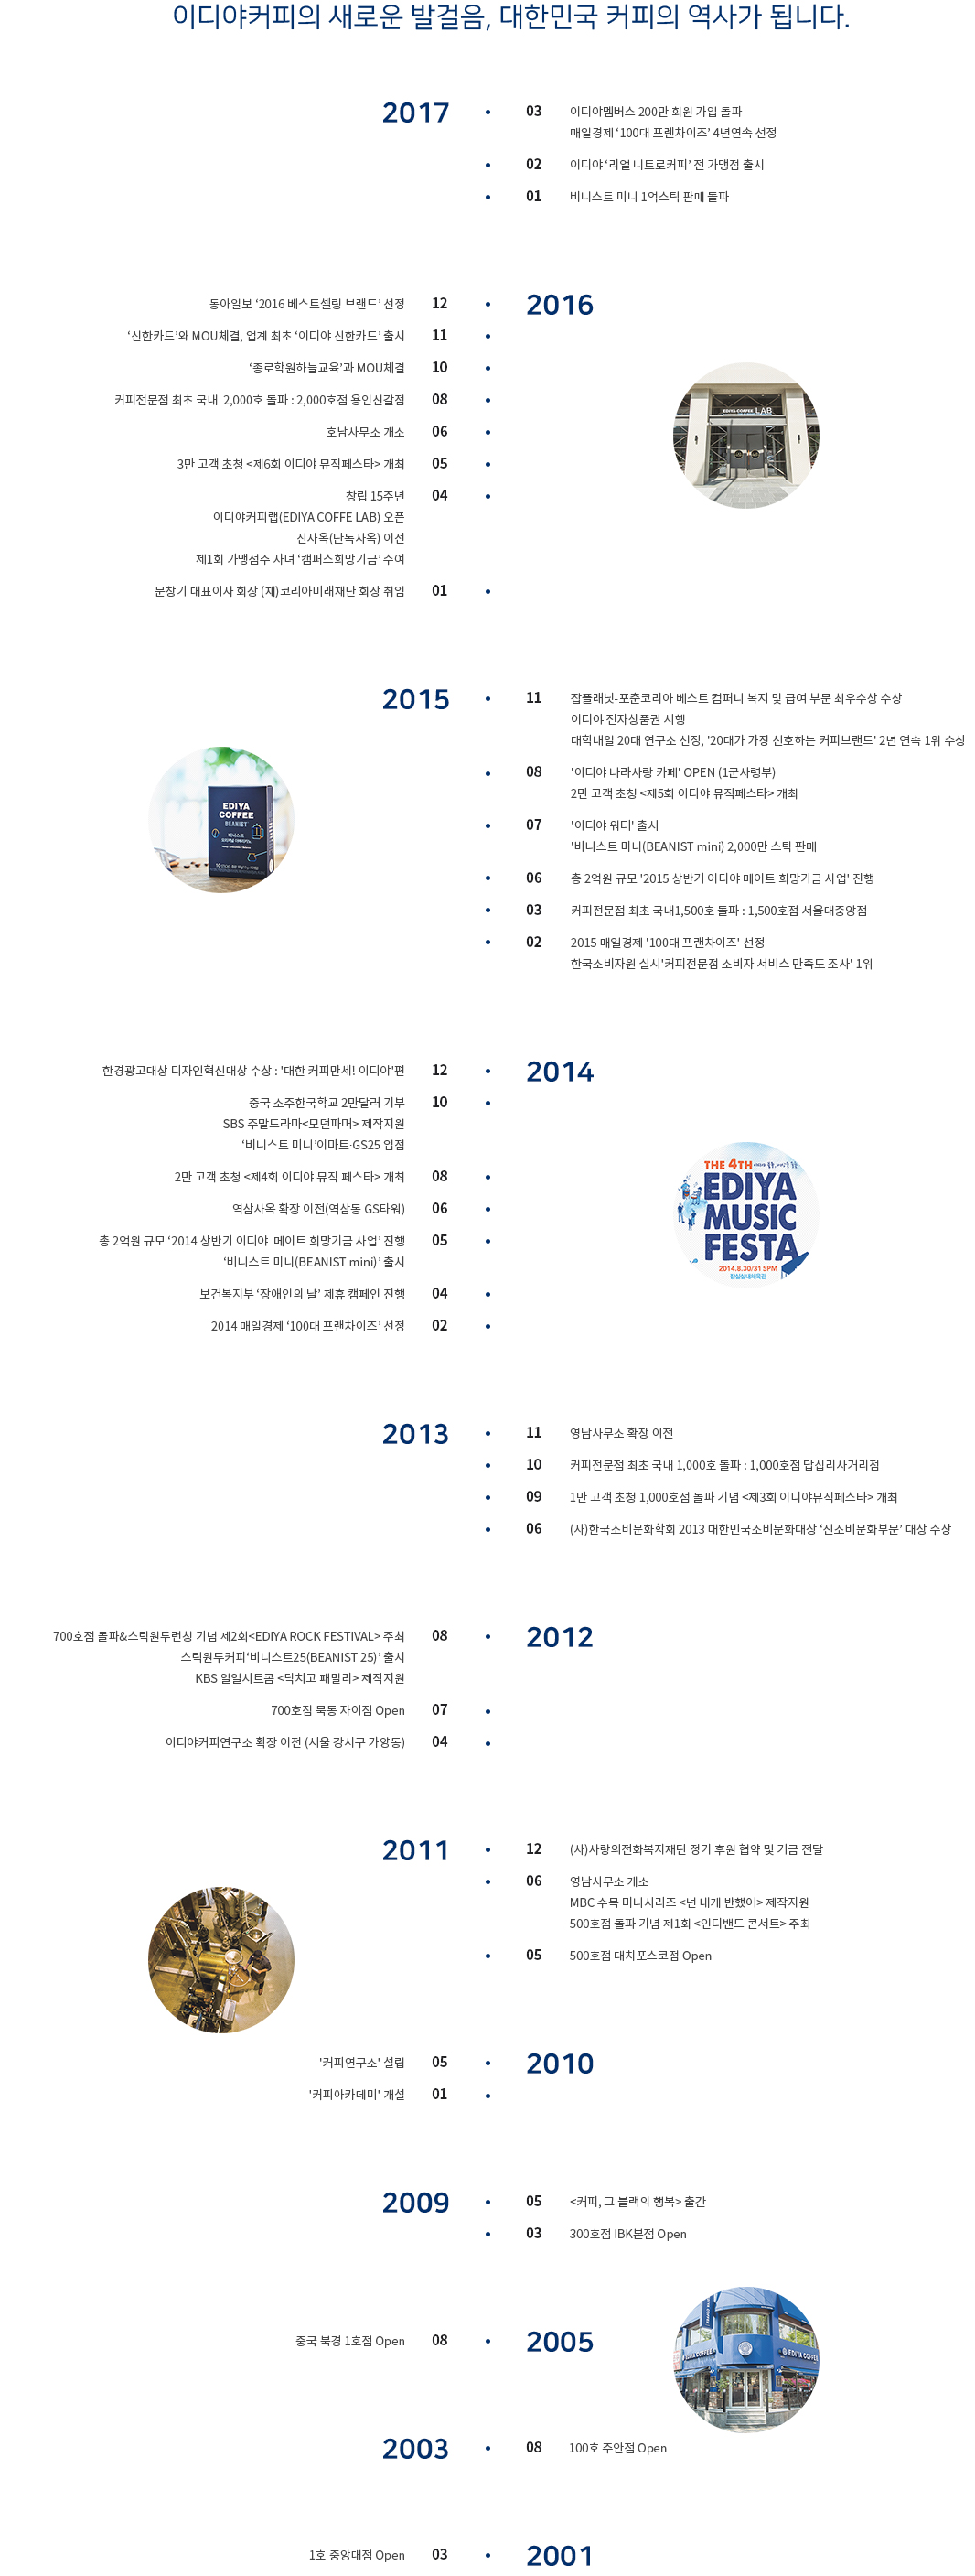 이디야커피의 새로운 발걸음, 대한민국 커피의 역사가 됩니다.
2017
03 이디야멤버스 200만 회원 가입 돌파
매일경제 ‘100대 프렌차이즈’ 4년연속 선정
02 이디야 ‘리얼 니트로커피’ 전 가맹점 출시
01 비니스트 미니 1억스틱 판매 돌파
2016
동아일보 ‘2016 베스트셀링 브랜드’ 선정 12
‘신한카드’와 MOU체결, 업계 최초 ‘이디야 신한카드’ 출시 11
‘종로학원하늘교육’과 MOU체결 10
커피전문점 최초 국내 2,000호 돌파 : 2,000호점 용인신갈점 08
호남사무소 개소 06
3만 고객 초청 <제6회 이디야 뮤직페스타> 개최 05
창립 15주년 04
이디야커피랩(EDIYA COFFE LAB) 오픈
신사옥(단독사옥) 이전
제1회 가맹점주 자녀 ‘캠퍼스희망기금’ 수여
문창기 대표이사 회장 (재)코리아미래재단 회장 취임 01
EDIYA COFFEE LAB
2015
11 잡플래닛-포춘코리아 베스트 컴퍼니 복지 및 급여 부문 최우수상 수상
이디야 전자상품권 시행
대학내일 20대 연구소 선정, '20대가 가장 선호하는 커피브랜드' 2년 연속 1위 수상
08 '이디야 나라사랑 카페' OPEN (1군사령부)
2만 고객 초청 <제5회 이디야 뮤직페스타> 개최
07 '이디야 워터' 출시
'비니스트 미니(BEANIST mini) 2,000만 스틱 판매
06 총 2억원 규모 '2015 상반기 이디야 메이트 희망기금 사업' 진행
03 커피전문점 최초 국내1,500호 돌파 : 1,500호점 서울대중앙점
02 2015 매일경제 '100대 프랜차이즈' 선정
한국소비자원 실시'커피전문점 소비자 서비스 만족도 조사' 1위
EDIYA
COFFEE
BEANIST
비니스트
2014
한경광고대상 디자인혁신대상 수상 : '대한 커피만세! 이디야'편 12
중국 소주한국학교 2만달러 기부 10
SBS 주말드라마<모던파머> 제작지원
‘비니스트 미니’이마트·GS25 입점
2만 고객 초청 <제4회 이디야 뮤직 페스타> 개최 08
역삼사옥 확장 이전(역삼동 GS타워) 06
총 2억원 규모 ‘2014 상반기 이디야 메이트 희망기금 사업’ 진행 05
‘비니스트 미니(BEANIST mini)’ 출시
보건복지부 ‘장애인의 날’ 제휴 캠페인 진행 04
2014 매일경제 ‘100대 프랜차이즈’ 선정 02
THE 4TH
EDIYA
MUSIC
FESTA
2014.8.30/31 5PM
잠실실내체육관
2013
11 영남사무소 확장 이전
10 커피전문점 최초 국내 1,000호 돌파 : 1,000호점 답십리사거리점
09 1만 고객 초청 1,000호점 돌파 기념 <제3회 이디야뮤직페스타> 개최
06 (사)한국소비문화학회 2013 대한민국소비문화대상 ‘신소비문화부문’ 대상 수상
2012
700호점 돌파&스틱원두런칭 기념 제2회<EDIYA ROCK FESTIVAL> 주최 08
스틱원두커피‘비니스트25(BEANIST 25)’ 출시
KBS 일일시트콤 <닥치고 패밀리> 제작지원
700호점 묵동 자이점 Open 07
이디야커피연구소 확장 이전 (서울 강서구 가양동) 04
2011
12 (사)사랑의전화복지재단 정기 후원 협약 및 기금 전달
06 영남사무소 개소
MBC 수목 미니시리즈 <넌 내게 반했어> 제작지원
500호점 돌파 기념 제1회 <인디밴드 콘서트> 주최
05 500호점 대치포스코점 Open
2010
'커피연구소' 설립 05
'커피아카데미' 개설 01
2009
05 <커피, 그 블랙의 행복> 출간
03 300호점 IBK본점 Open
2005
중국 북경 1호점 Open 08
EDIYA COFFEE
EDIYA COFFEE
2003
08 100호 주안점 Open
2001
1호 중앙대점 Open 03